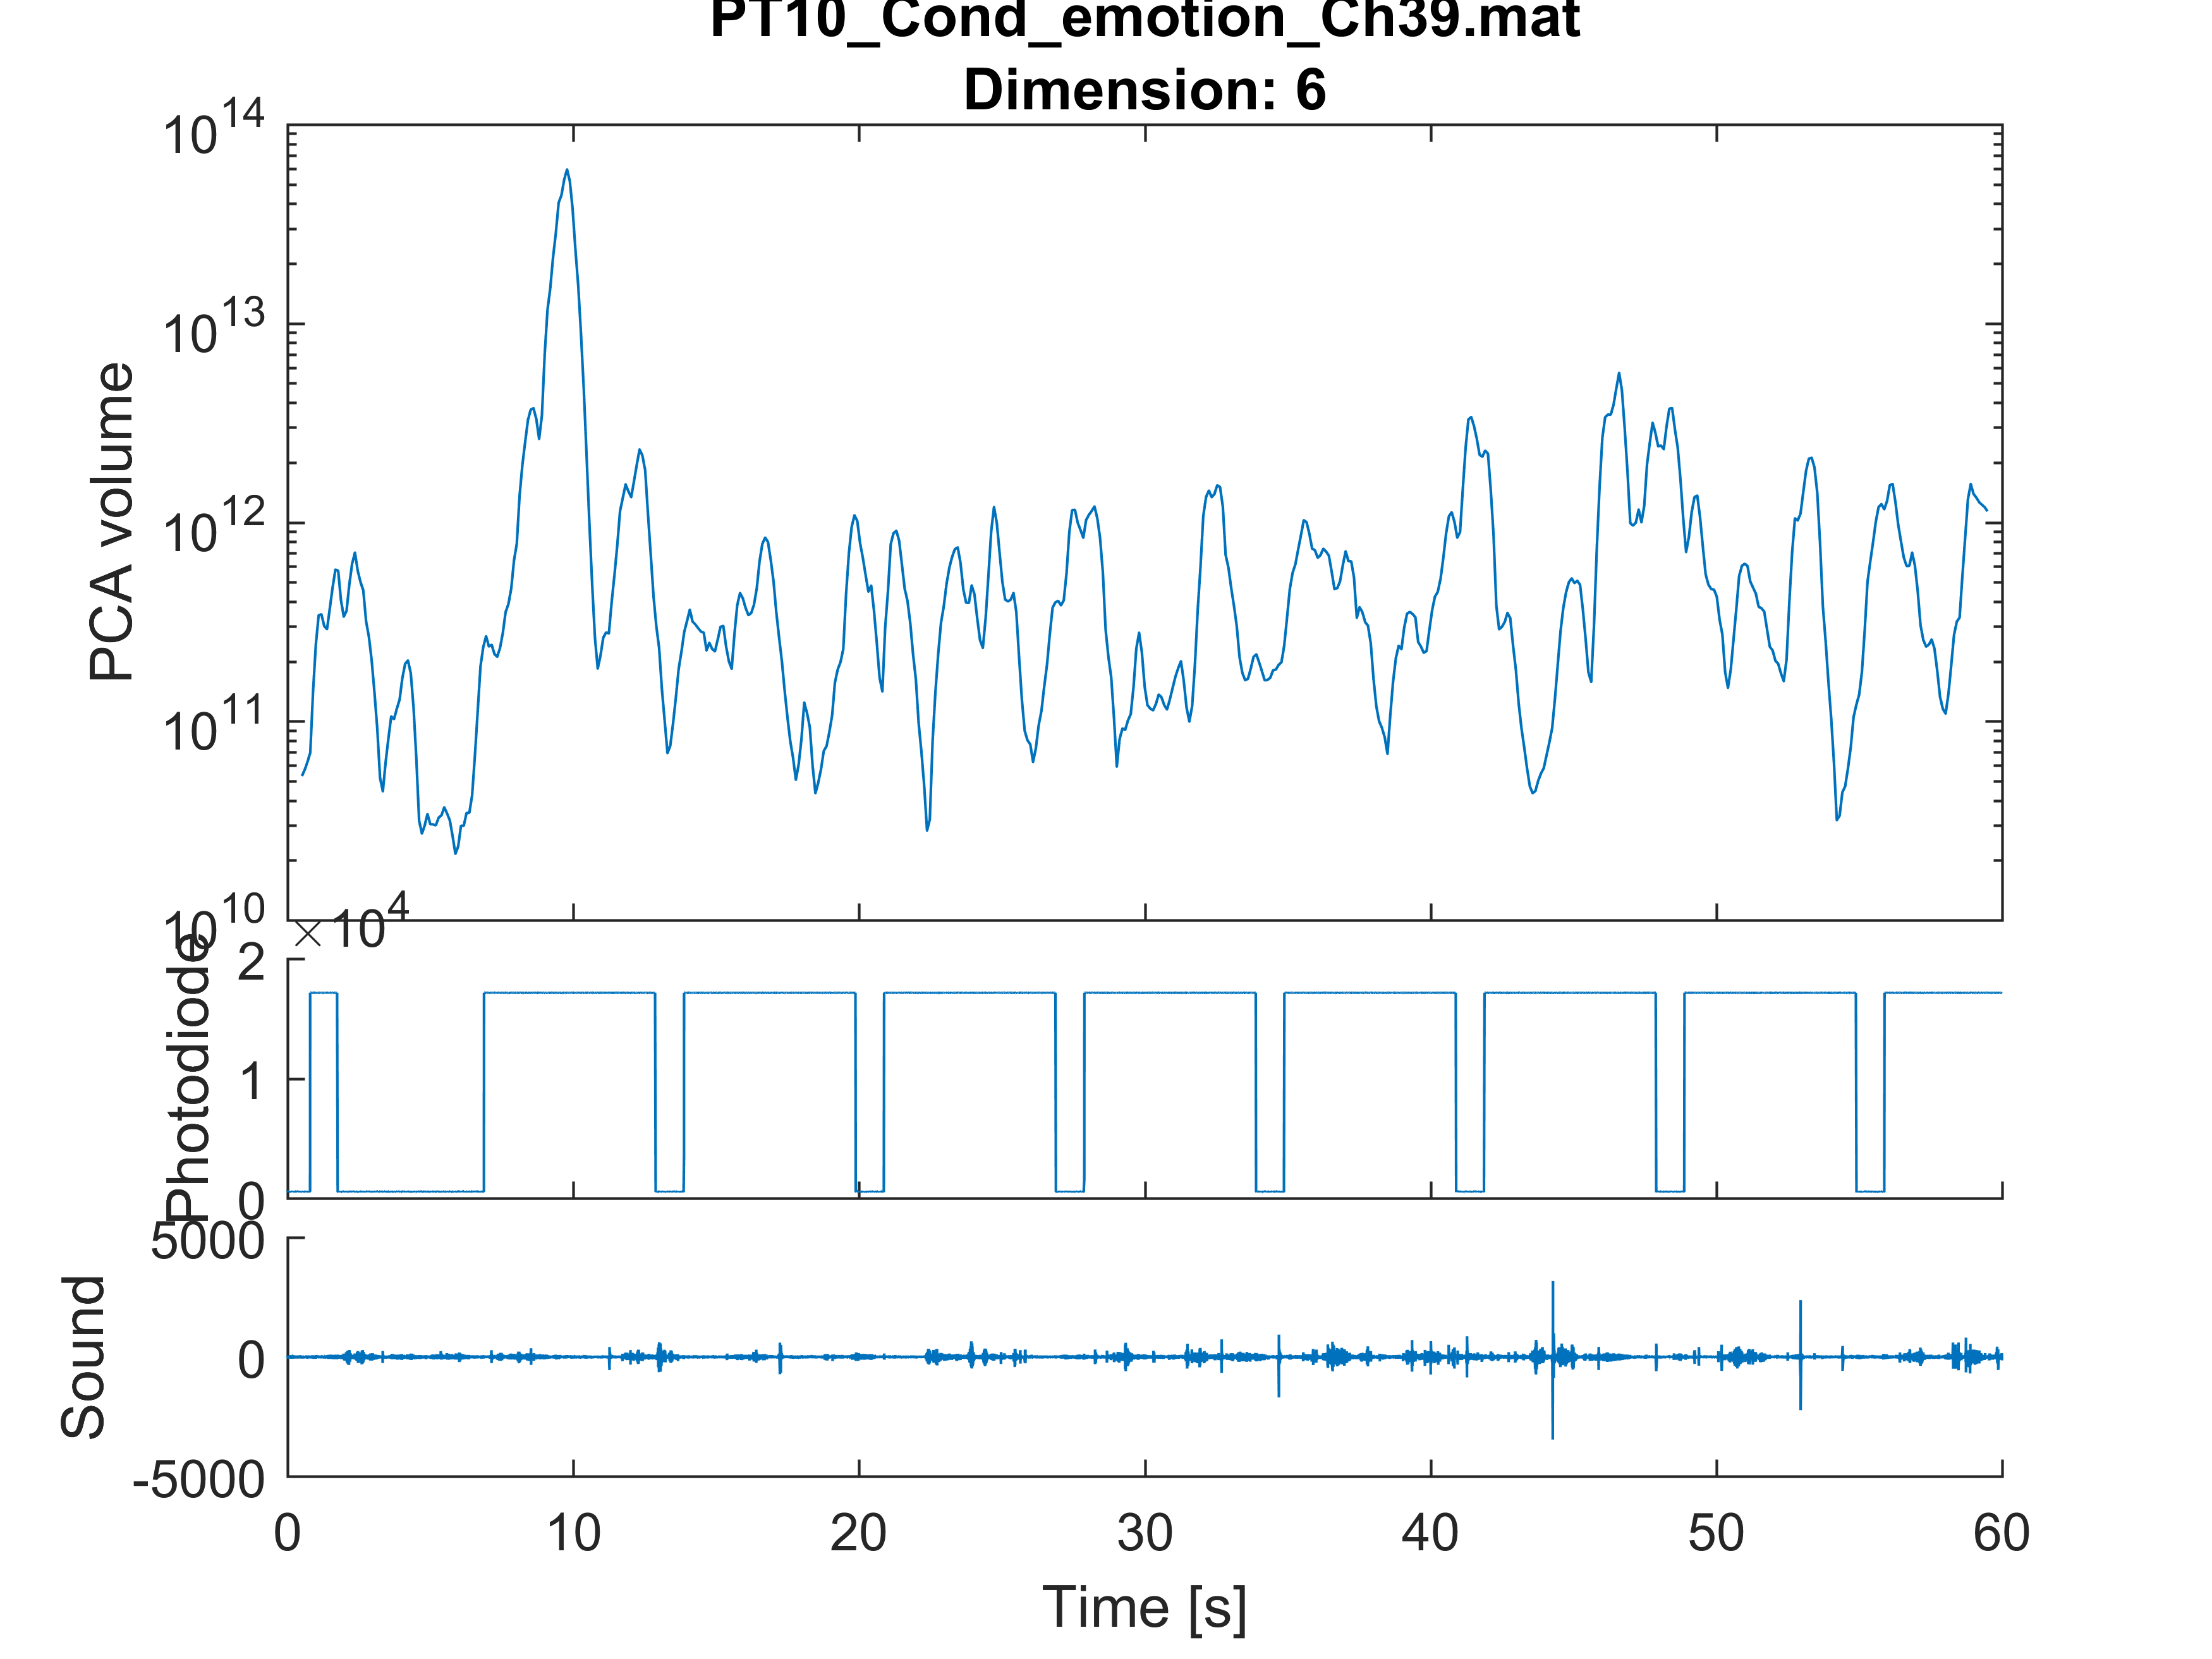 PT10_Cond_emotion_Ch39.mat
Dimension: 6
10^14
10^13
10^12
10^11
10^10
PCA volume
× 10^4
2
1
0
Photodiode
5000
0
-5000
Sound
0 10 20 30 40 50 60
Time [s]